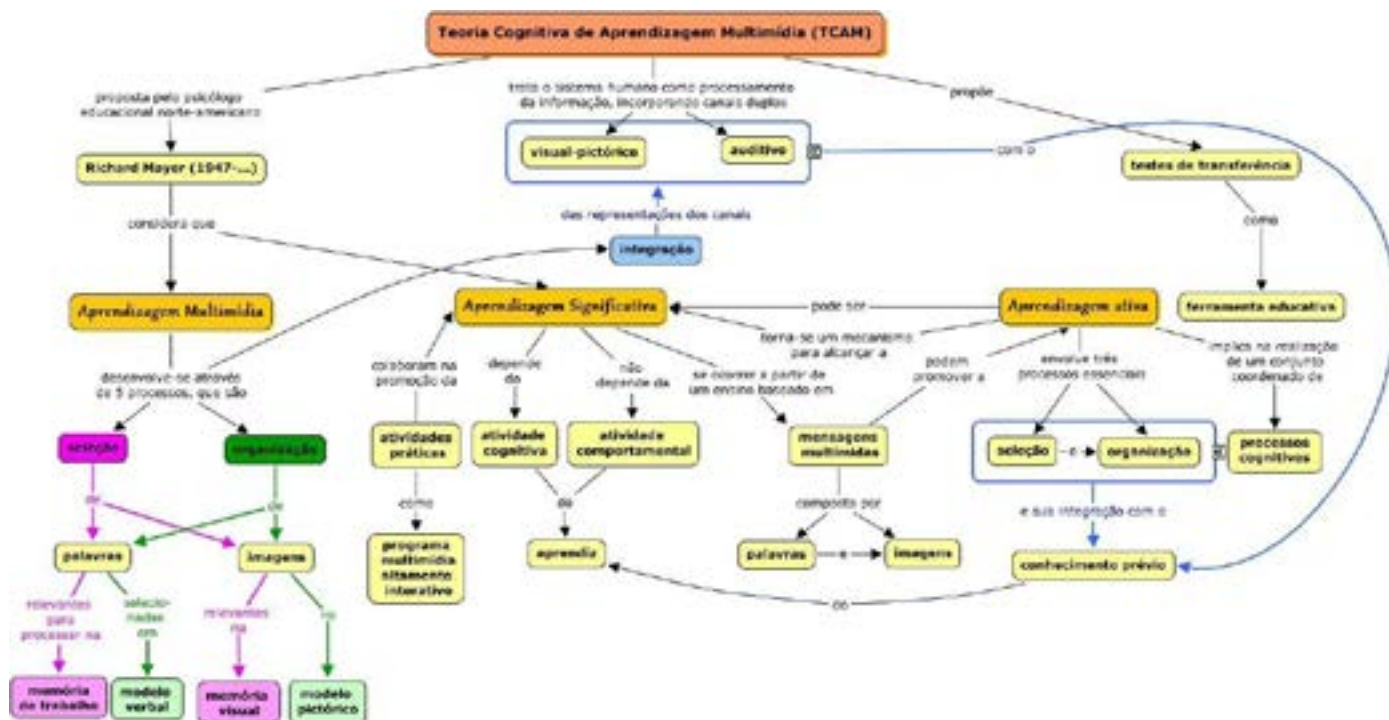 Teoria Cognitiva de Aprendizagem Multimídia (TCAM)
proposta pelo psicólogo
educacional norte-americano
Richard Mayer (1947-...)
considera que
trata o sistema humano como processamento
da informação, incorporando canais duplos
visual-pictórico
auditivo
com o
propõe
testes de transferência
como
ferramenta educativa
das representações dos canais
integração
Aprendizagem Multimídia
Aprendizagem Significativa
pode ser
Aprendizagem ativa
torna-se um mecanismo
para alcançar a
desenvolve-se através
de 5 processos, que são
colaboram na
promoção da
depende
da
não
depende da
se ocorrer a partir de
um ensino baseado em
podem
promover a
envolve três
processos essenciais
implica na realização
de um conjunto
coordenado de
seleção
organização
atividades
práticas
atividade
cognitiva
atividade
comportamental
mensagens
multimídias
seleção
e
organização
processos
cognitivos
de
de
como
do
composta por
e sua integração com o
palavras
imagens
programa
multimídia
altamente
interativo
aprendiz
palavras
e
imagens
conhecimento prévio
do
relevantes
para
processar na
selecio-
nadas
em
relevantes
na
no
memória
de trabalho
modelo
verbal
memória
visual
modelo
pictórico